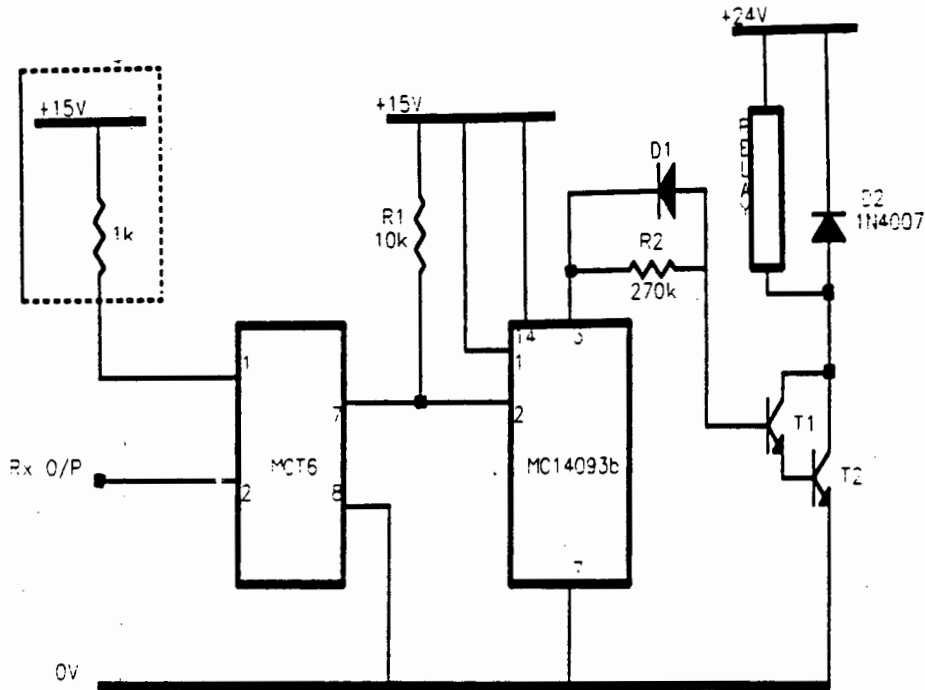 +24V
+15V
+15V
D1
RELAY
D2
1N4007
1k
R1
10k
R2
270k
14
3
1
1
7
2
T1
Rx O/P
MCT6
MC14093b
2
8
T2
7
0V